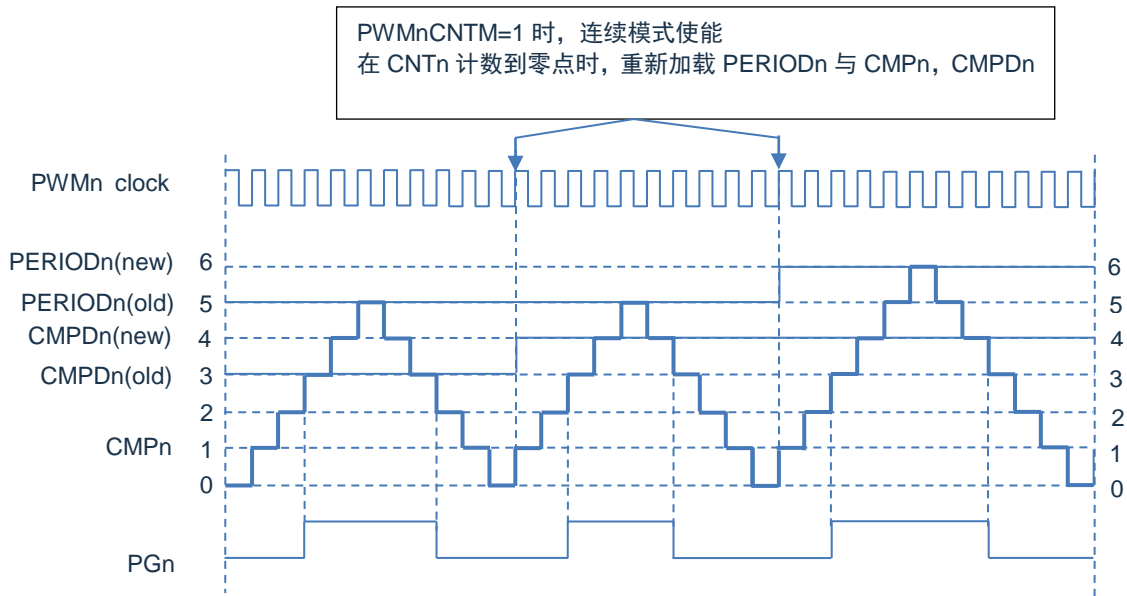 PWMnCNTM=1 时，连续模式使能
在 CNTn 计数到零点时，重新加载 PERIODn 与 CMPn，CMPDn
PWMn clock
PERIODn(new) 6 6
PERIODn(old) 5 5
CMPDn(new) 4 4
CMPDn(old) 3 3
2 2
CMPn 1 1
0 0
PGn